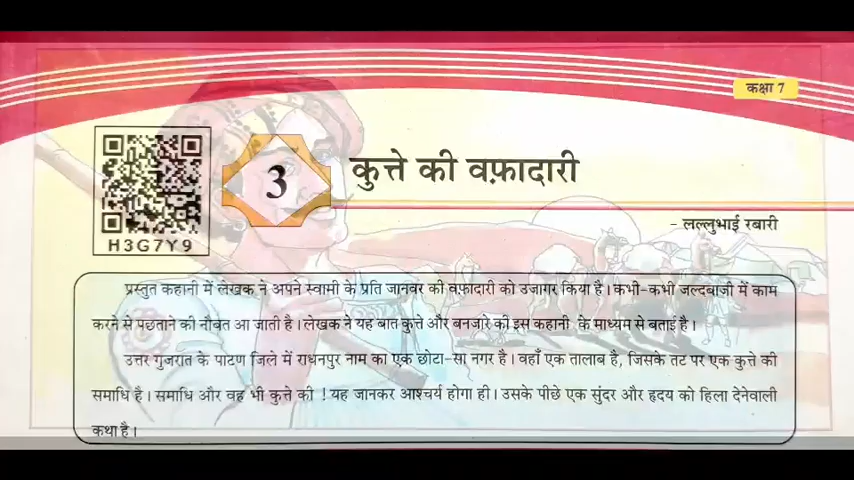 कक्षा 7
3
कुत्ते की वफ़ादारी
- लल्लुभाई रबारी
H3G7Y9
प्रस्तुत कहानी में लेखक ने अपने स्वामी के प्रति जानवर की वफ़ादारी को उजागर किया है । कभी-कभी जल्दबाजी में काम
करने से पछताने की नौबत आ जाती है । लेखक ने यह बात कुत्ते और बनजारे की इस कहानी के माध्यम से बताई है ।
उत्तर गुजरात के पाटण जिले में राधनपुर नाम का एक छोटा-सा नगर है । वहाँ एक तालाब है, जिसके तट पर एक कुत्ते की
समाधि है । समाधि और वह भी कुत्ते की ! यह जानकर आश्चर्य होगा ही । उसके पीछे एक सुंदर और हृदय को हिला देनेवाली
कथा है ।